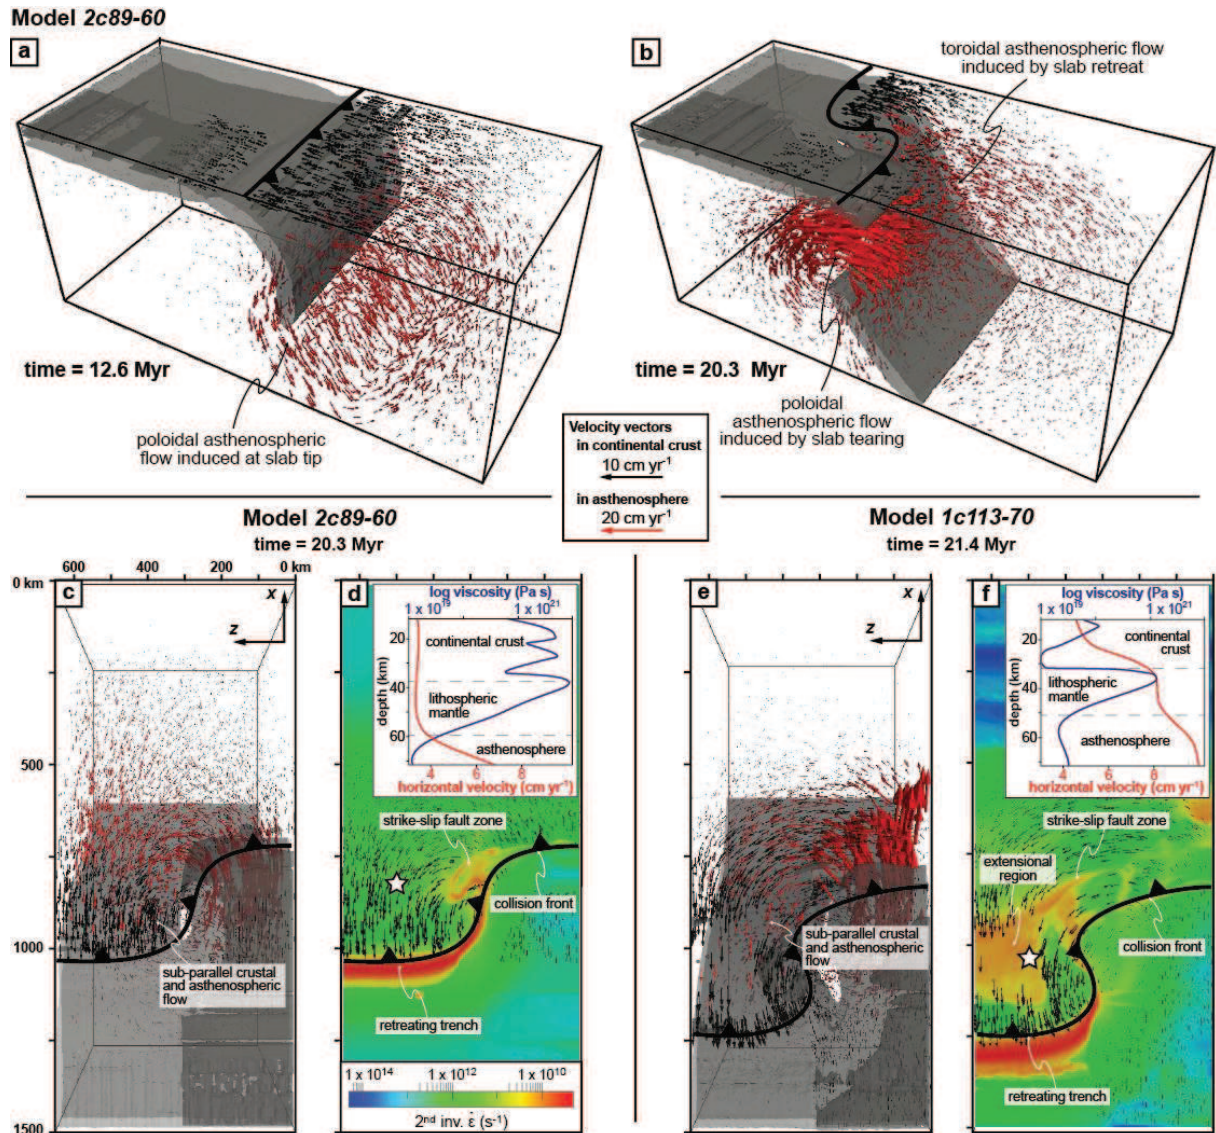 Model 2c89-60
a
b
toroidal asthenospheric flow
induced by slab retreat
time = 12.6 Myr
time = 20.3 Myr
poloidal asthenospheric
flow induced at slab tip
poloidal
asthenospheric flow
induced by slab tearing
Velocity vectors
in continental crust
10 cm yr⁻¹
in asthenosphere
20 cm yr⁻¹
Model 2c89-60
time = 20.3 Myr
Model 1c113-70
time = 21.4 Myr
600 400 200 0 km
0 km
500
1000
1500
c
x
z
sub-parallel crustal
and asthenospheric
flow
d
log viscosity (Pa s)
1 x 10¹⁹ 1 x 10²¹
20
40
60
depth (km)
continental crust
lithospheric
mantle
asthenosphere
4 6 8
horizontal velocity (cm yr⁻¹)
strike-slip fault zone
collision front
retreating trench
1 x 10¹⁴ 1 x 10¹² 1 x 10¹⁰
2nd inv. ε̇ (s⁻¹)
e
x
z
sub-parallel crustal
and asthenospheric
flow
f
log viscosity (Pa s)
1 x 10¹⁹ 1 x 10²¹
20
40
60
depth (km)
continental
crust
lithospheric
mantle
asthenosphere
4 6 8
horizontal velocity (cm yr⁻¹)
strike-slip fault zone
extensional
region
collision front
retreating trench